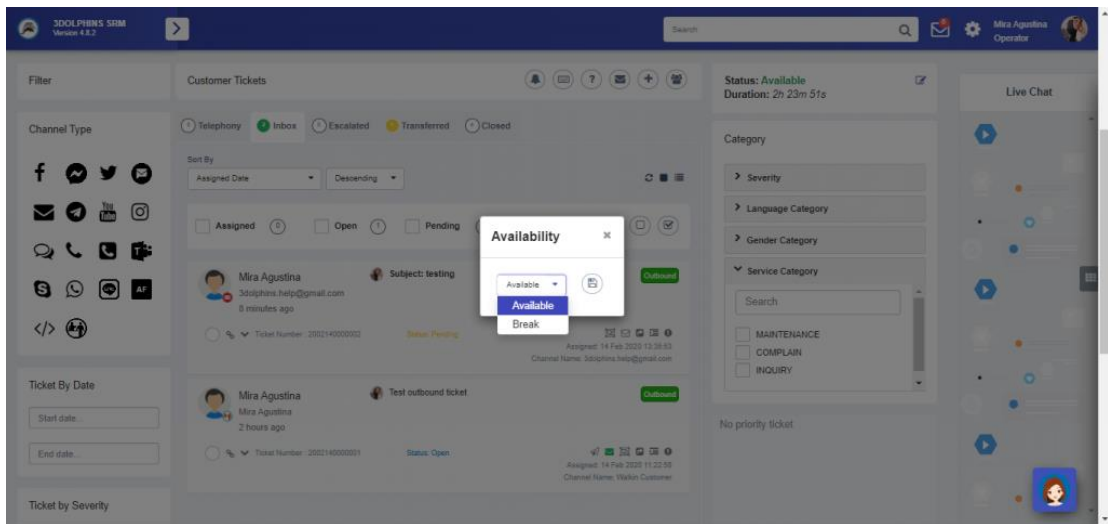 3DOLPHINS SRM
Version 4.8.2
Search
Mira Agustina
Operator
Filter
Customer Tickets
Status: Available
Duration: 2h 23m 51s
Live Chat
Channel Type
Telephony
Inbox
Escalated
Transferred
Closed
Sort By
Assigned Date
Descending
Assigned
Open
Pending
Availability
Available
Available
Break
Mira Agustina
3dolphins.help@gmail.com
8 minutes ago
Subject: testing
Outbound
Ticket Number : 2002140000002
Status: Pending
Assigned: 14 Feb 2020 13:35:53
Channel Name: 3dolphins.help@gmail.com
Mira Agustina
Mira Agustina
2 hours ago
Test outbound ticket
Outbound
Ticket Number : 2002140000001
Status: Open
Assigned: 14 Feb 2020 11:22:55
Channel Name: Walkin Customer
Category
Severity
Language Category
Gender Category
Service Category
Search
MAINTENANCE
COMPLAIN
INQUIRY
No priority ticket
Ticket By Date
Start date...
End date...
Ticket by Severity